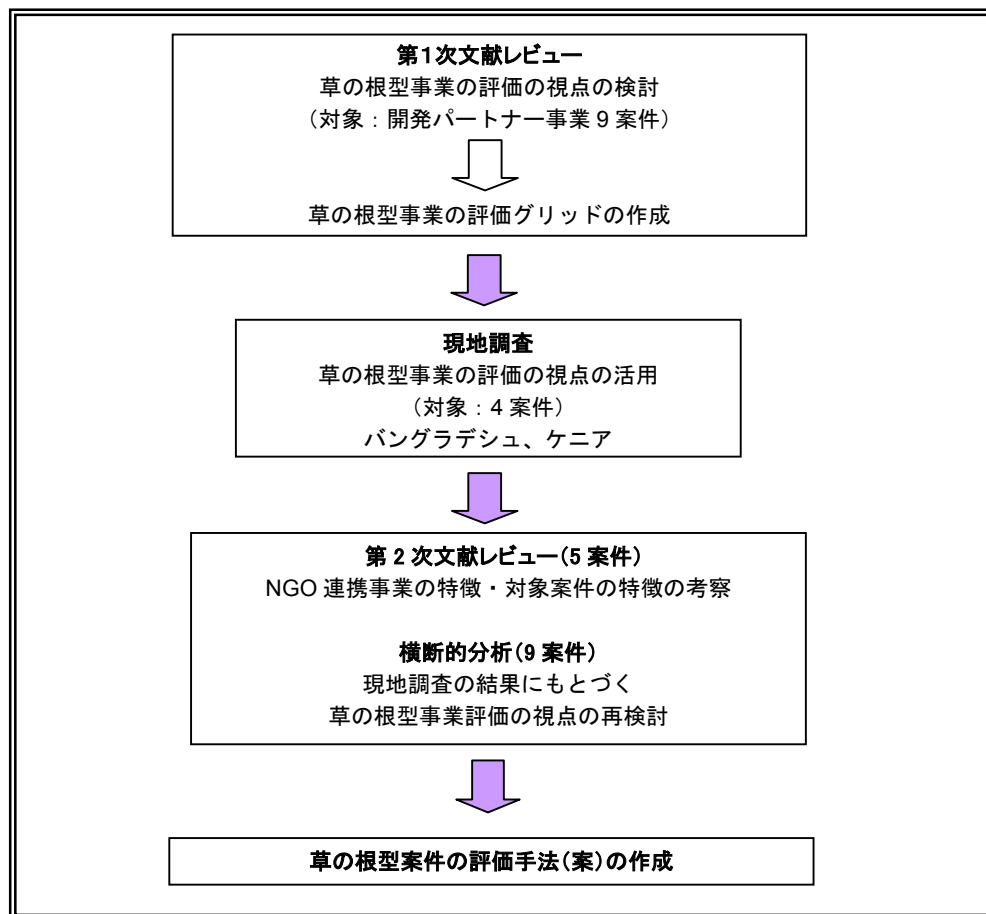 第1次文献レビュー
草の根型事業の評価の視点の検討
（対象：開発パートナー事業 9 案件）
草の根型事業の評価グリッドの作成
現地調査
草の根型事業の評価の視点の活用
（対象：4 案件）
バングラデシュ、ケニア
第 2 次文献レビュー（5 案件）
NGO 連携事業の特徴・対象案件の特徴の考察
横断的分析（9 案件）
現地調査の結果にもとづく
草の根型事業評価の視点の再検討
草の根型案件の評価手法（案）の作成